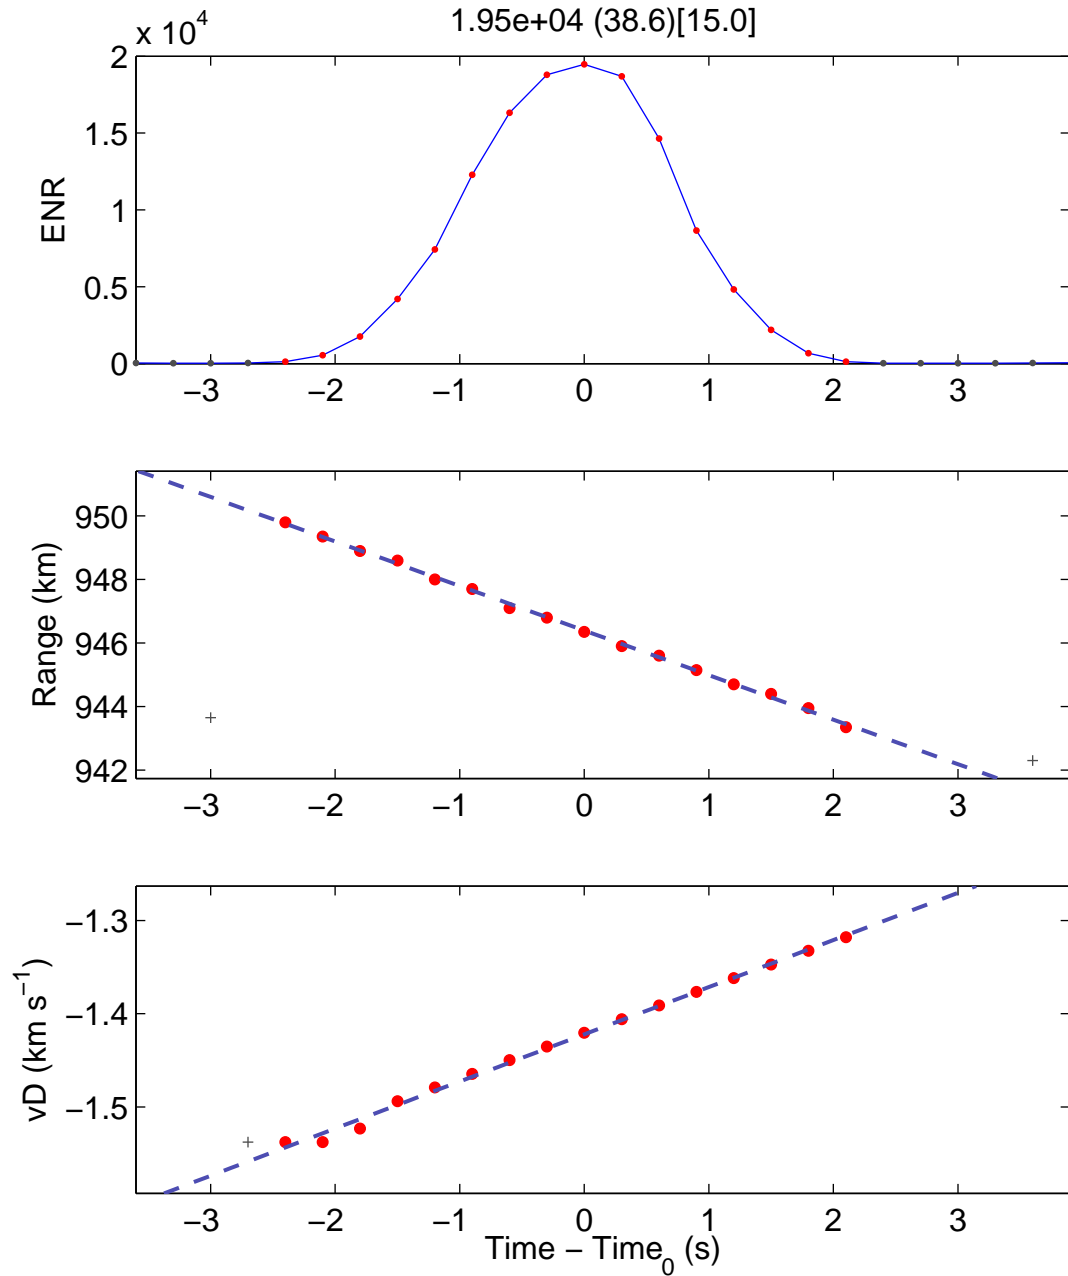 1.95e+04 (38.6)[15.0]
x 10^4
2
1.5
1
0.5
0
ENR
−3 −2 −1 0 1 2 3
950
948
946
944
942
Range (km)
−3 −2 −1 0 1 2 3
−1.3
−1.4
−1.5
vD (km s^−1)
−3 −2 −1 0 1 2 3
Time − Time_0 (s)